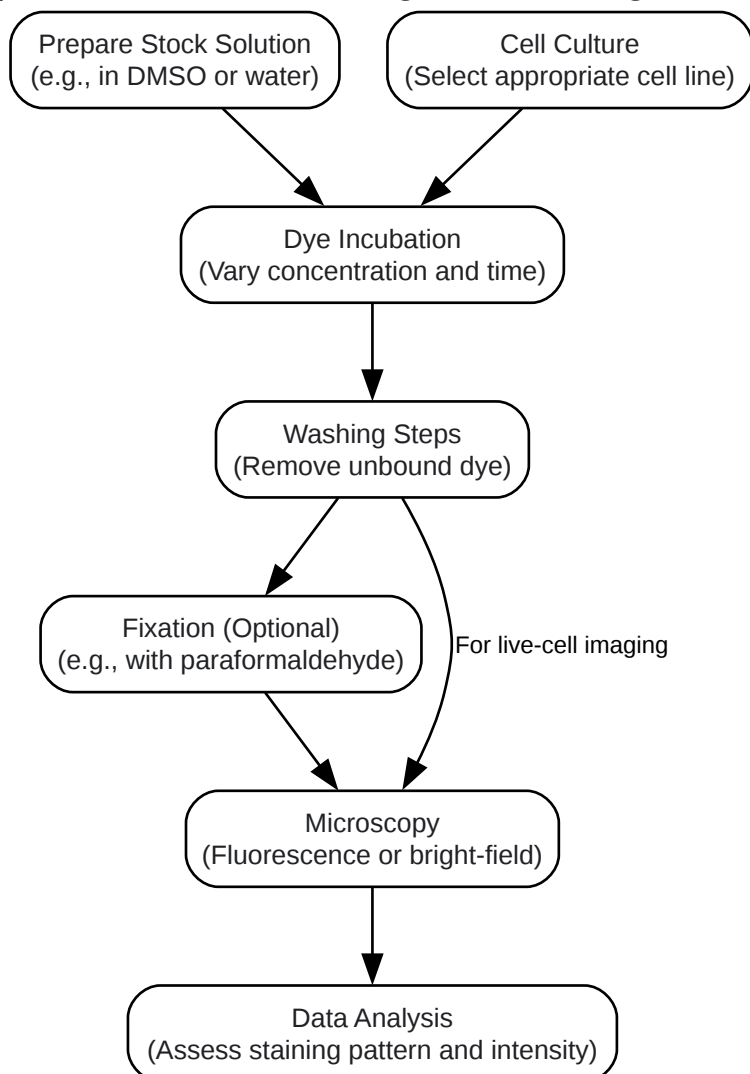 Prepare Stock Solution
(e.g., in DMSO or water)
Cell Culture
(Select appropriate cell line)
Dye Incubation
(Vary concentration and time)
Washing Steps
(Remove unbound dye)
Fixation (Optional)
(e.g., with paraformaldehyde)
For live-cell imaging
Microscopy
(Fluorescence or bright-field)
Data Analysis
(Assess staining pattern and intensity)